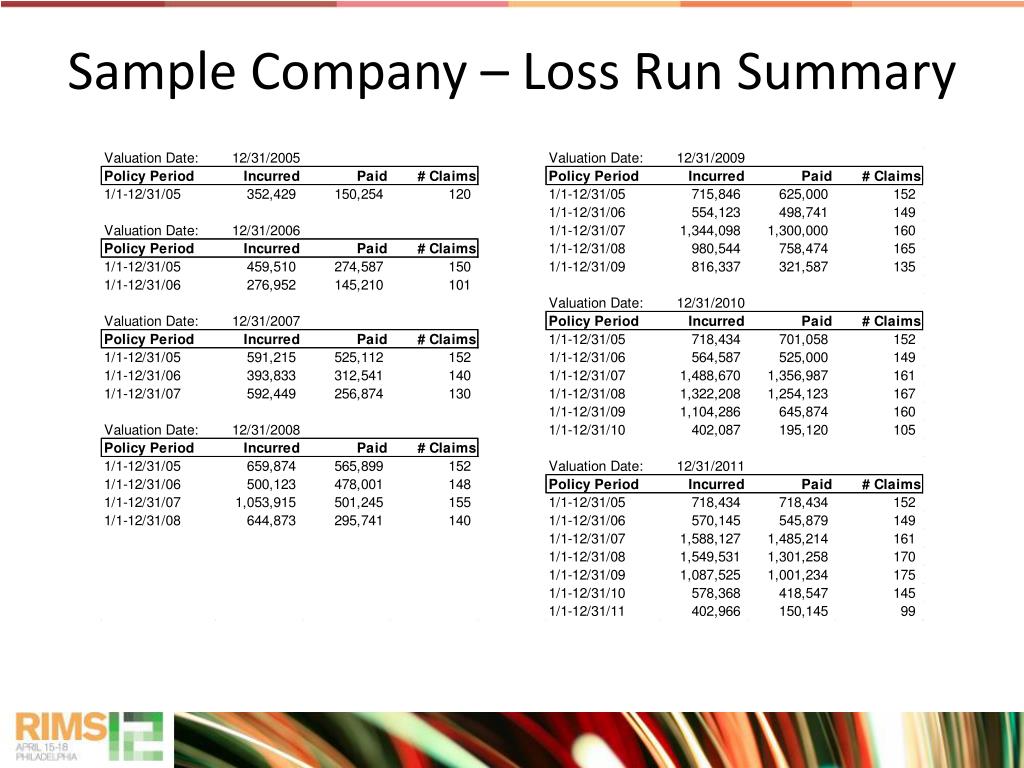 Sample Company – Loss Run Summary
Valuation Date: 12/31/2005
Policy Period Incurred Paid # Claims
1/1-12/31/05 352,429 150,254 120
Valuation Date: 12/31/2006
Policy Period Incurred Paid # Claims
1/1-12/31/05 459,510 274,587 150
1/1-12/31/06 276,952 145,210 101
Valuation Date: 12/31/2007
Policy Period Incurred Paid # Claims
1/1-12/31/05 591,215 525,112 152
1/1-12/31/06 393,833 312,541 140
1/1-12/31/07 592,449 256,874 130
Valuation Date: 12/31/2008
Policy Period Incurred Paid # Claims
1/1-12/31/05 659,874 565,899 152
1/1-12/31/06 500,123 478,001 148
1/1-12/31/07 1,053,915 501,245 155
1/1-12/31/08 644,873 295,741 140
Valuation Date: 12/31/2009
Policy Period Incurred Paid # Claims
1/1-12/31/05 715,846 625,000 152
1/1-12/31/06 554,123 498,741 149
1/1-12/31/07 1,344,098 1,300,000 160
1/1-12/31/08 980,544 758,474 165
1/1-12/31/09 816,337 321,587 135
Valuation Date: 12/31/2010
Policy Period Incurred Paid # Claims
1/1-12/31/05 718,434 701,058 152
1/1-12/31/06 564,587 525,000 149
1/1-12/31/07 1,488,670 1,356,987 161
1/1-12/31/08 1,322,208 1,254,123 167
1/1-12/31/09 1,104,286 645,874 160
1/1-12/31/10 402,087 195,120 105
Valuation Date: 12/31/2011
Policy Period Incurred Paid # Claims
1/1-12/31/05 718,434 718,434 152
1/1-12/31/06 570,145 545,879 149
1/1-12/31/07 1,588,127 1,485,214 161
1/1-12/31/08 1,549,531 1,301,258 170
1/1-12/31/09 1,087,525 1,001,234 175
1/1-12/31/10 578,368 418,547 145
1/1-12/31/11 402,966 150,145 99
RIMS 12
APRIL 15-18
PHILADELPHIA